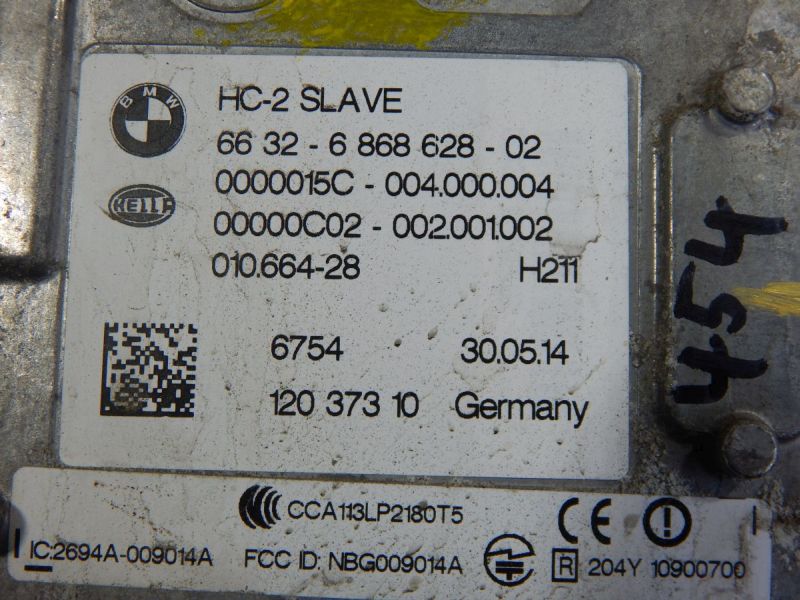 BMW
HC-2 SLAVE
66 32 - 6 868 628 - 02
0000015C - 004.000.004
HELLA
00000C02 - 002.001.002
010.664-28 H211
6754 30.05.14
120 373 10 Germany
454
CCA113LP2180T5
CE
IC:2694A-009014A FCC ID: NBG009014A R 204Y 10900700